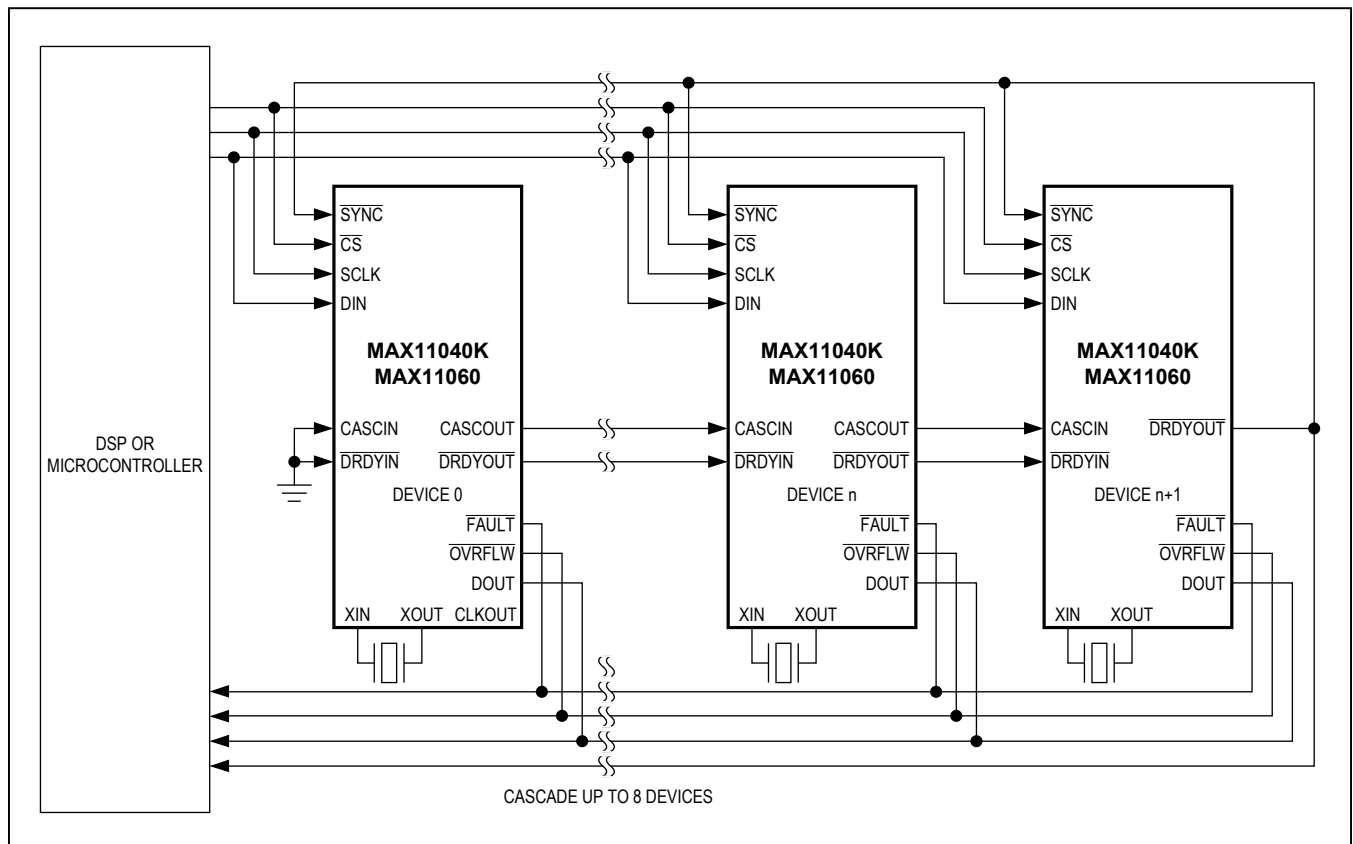 DSP OR
MICROCONTROLLER
SYNC
CS
SCLK
DIN
MAX11040K
MAX11060
CASCIN CASCOUT
DRDYIN DRDYOUT
DEVICE 0
FAULT
OVRFLW
DOUT
XIN XOUT CLKOUT
SYNC
CS
SCLK
DIN
MAX11040K
MAX11060
CASCIN CASCOUT
DRDYIN DRDYOUT
DEVICE n
FAULT
OVRFLW
DOUT
XIN XOUT
SYNC
CS
SCLK
DIN
MAX11040K
MAX11060
CASCIN DRDYOUT
DRDYIN
DEVICE n+1
FAULT
OVRFLW
DOUT
XIN XOUT
CASCADE UP TO 8 DEVICES